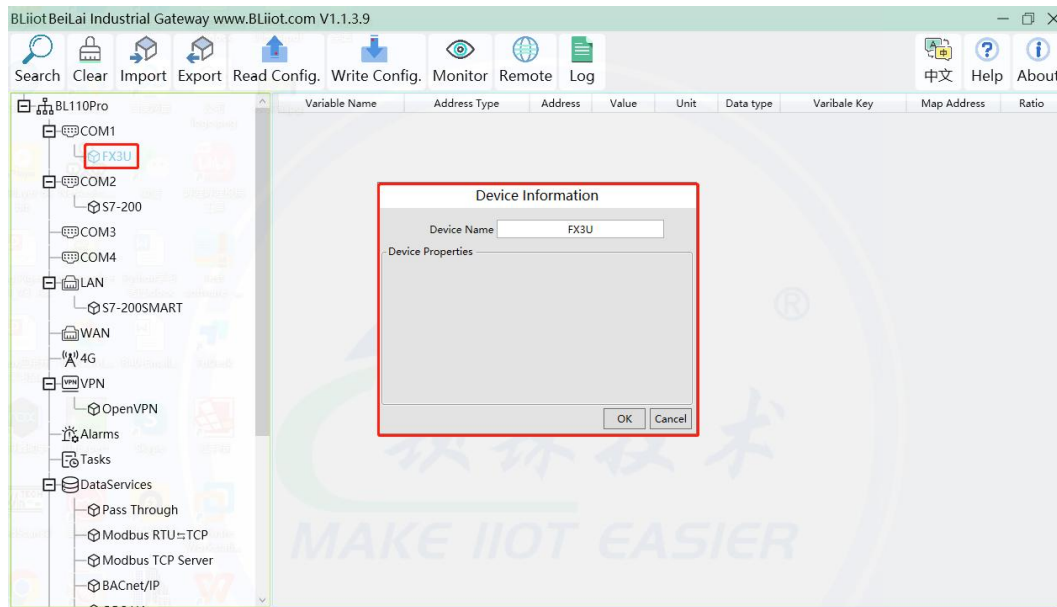 BLiiot BeiLai Industrial Gateway www.BLiiot.com V1.1.3.9
Search Clear Import Export Read Config. Write Config. Monitor Remote Log 中文 Help About
BL110Pro
COM1
FX3U
COM2
S7-200
COM3
COM4
LAN
S7-200SMART
WAN
4G
VPN
OpenVPN
Alarms
Tasks
DataServices
Pass Through
Modbus RTU⇆TCP
Modbus TCP Server
BACnet/IP
Variable Name Address Type Address Value Unit Data type Varibale Key Map Address Ratio
Device Information
Device Name FX3U
Device Properties
OK Cancel
®
MAKE IIOT EASIER